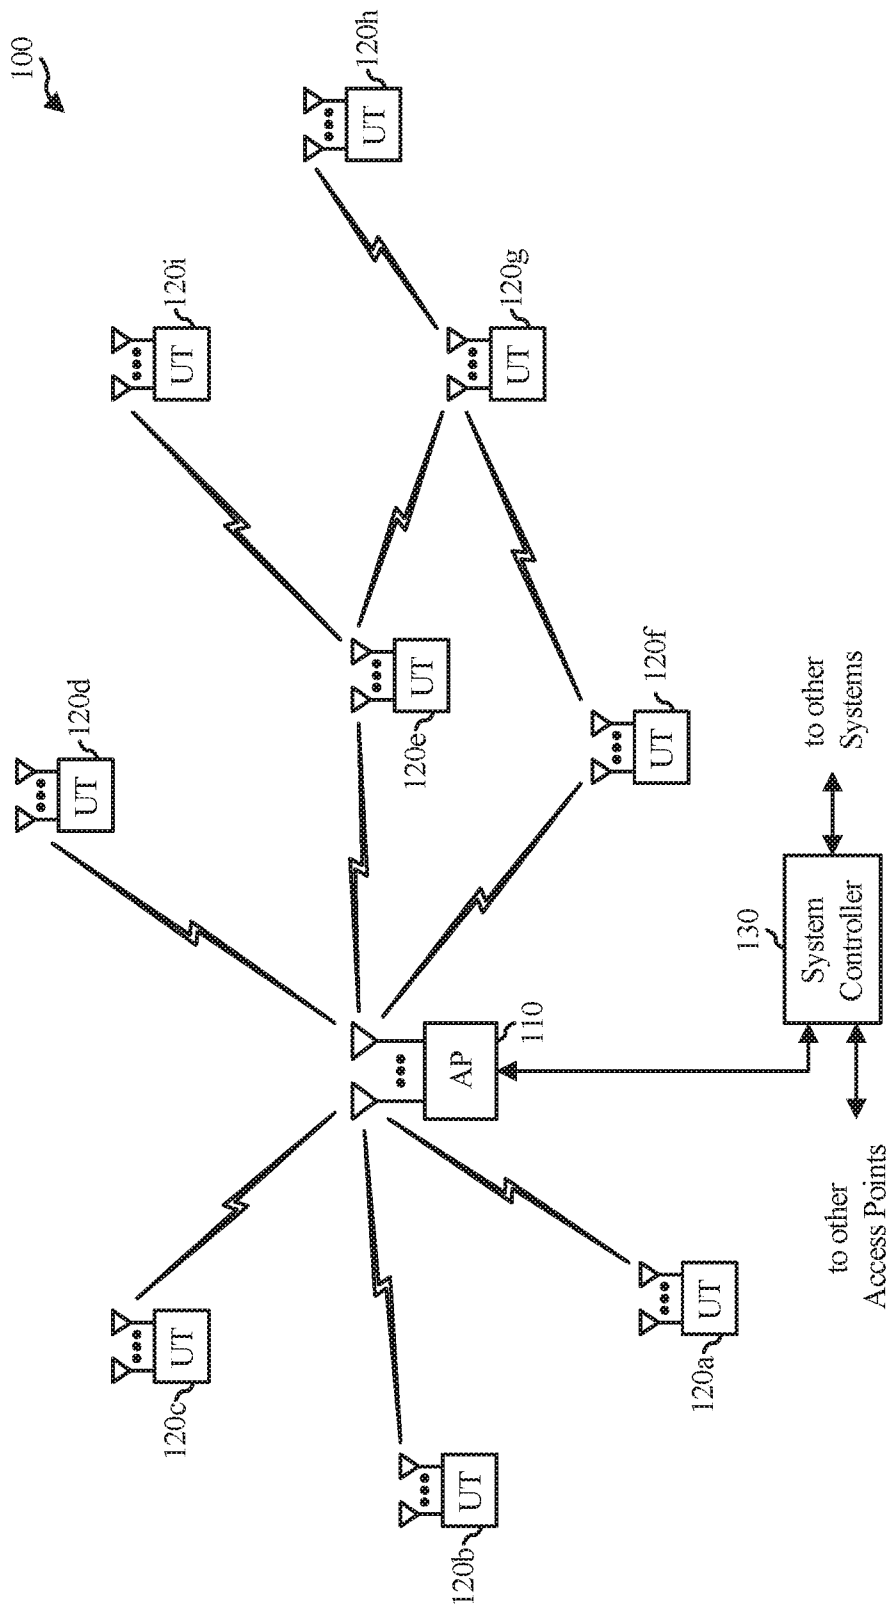 100
120d
UT
120i
UT
120h
UT
120c
UT
120e
UT
120g
UT
120b
UT
AP
110
120f
UT
120a
UT
130
System
Controller
to other
Systems
to other
Access Points